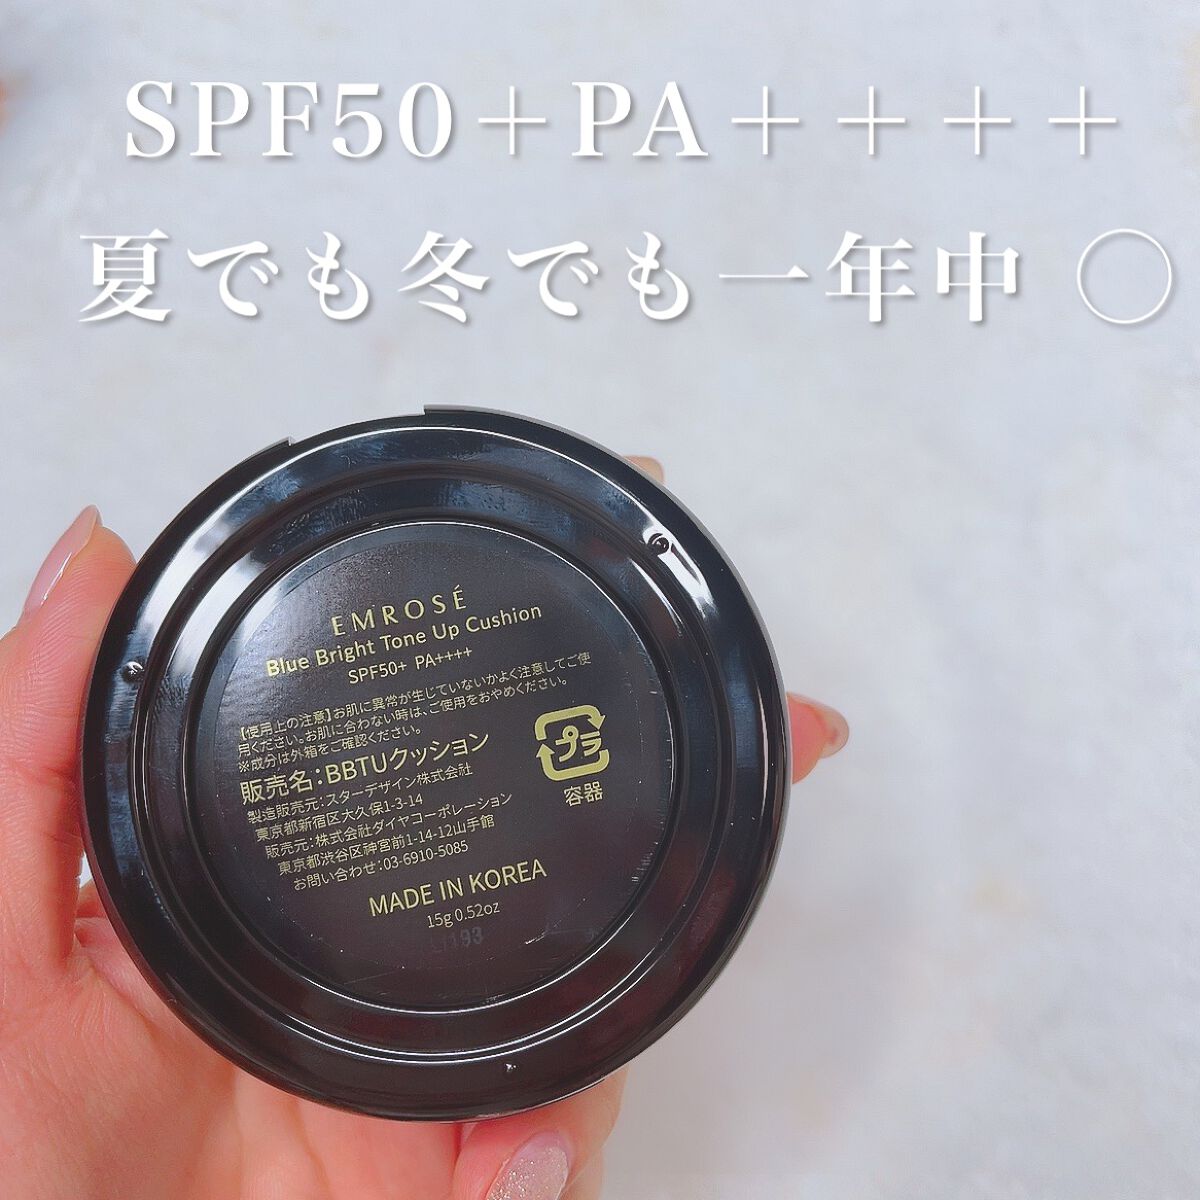 SPF50＋PA＋＋＋＋
夏でも冬でも一年中 ◯
EMROSÉ
Blue Bright Tone Up Cushion
SPF50+ PA++++
【使用上の注意】お肌に異常が生じていないかよく注意してご使
用ください。お肌に合わない時は、ご使用をおやめください。
※成分は外箱をご確認ください。
販売名：BBTUクッション
製造販売元：スターデザイン株式会社
東京都新宿区大久保1-3-14
販売元：株式会社ダイヤコーポレーション
東京都渋谷区神宮前1-14-12山手館
お問い合わせ：03-6910-5085
プラ
容器
MADE IN KOREA
15g 0.52oz